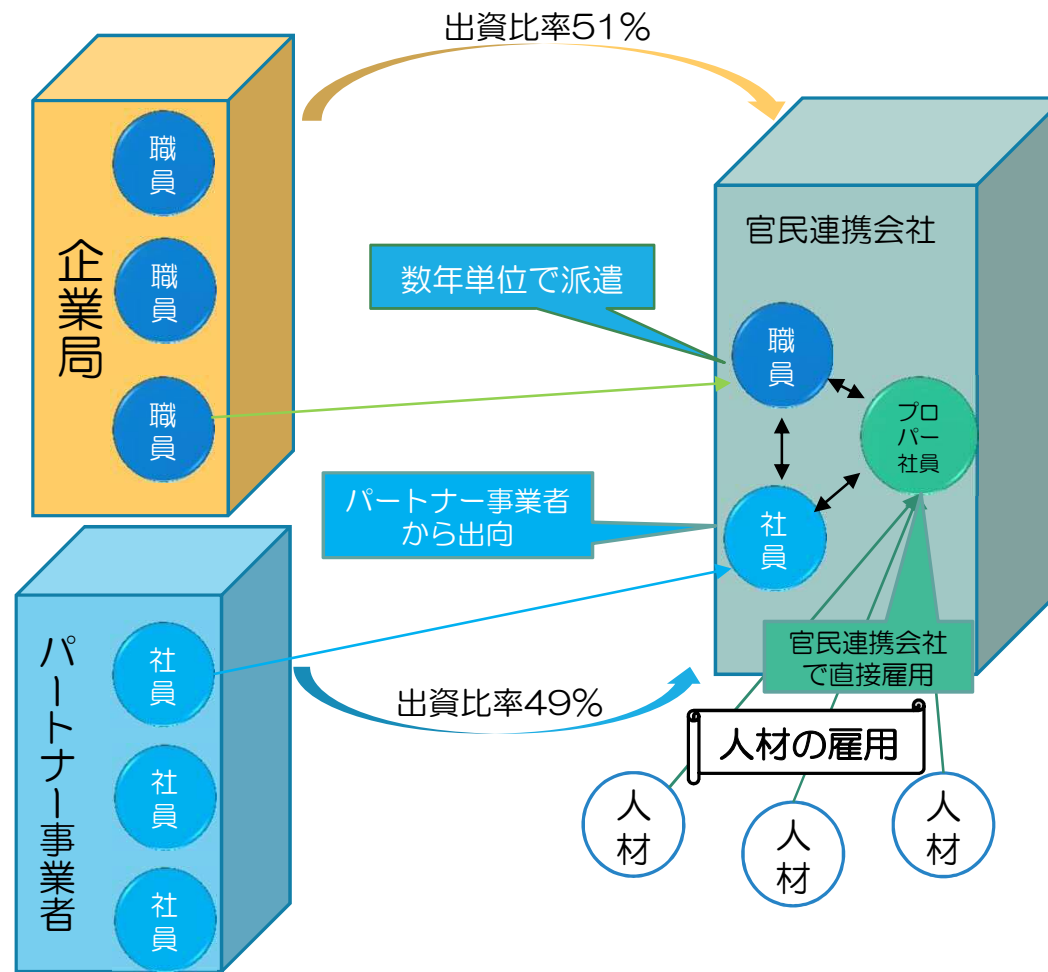 出資比率51%
企業局
職員
職員
職員
官民連携会社
数年単位で派遣
職員
プロ
パー
社員
パートナー事業者
から出向
社員
パートナー事業者
社員
社員
社員
出資比率49%
官民連携会社
で直接雇用
人材の雇用
人材
人材
人材